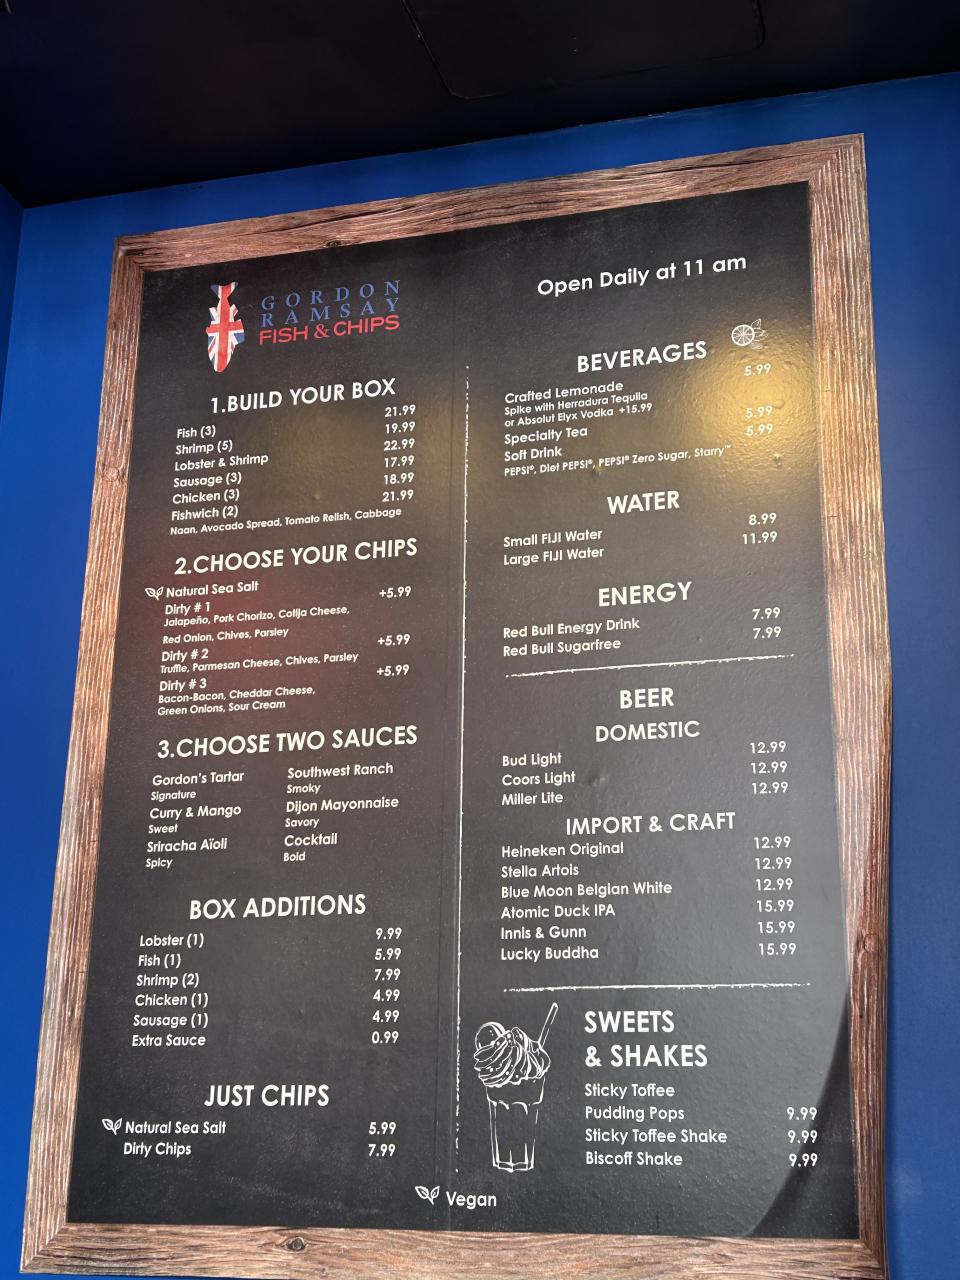 GORDON
RAMSAY
FISH & CHIPS
1.BUILD YOUR BOX
Fish (3) 21.99
Shrimp (5) 19.99
Lobster & Shrimp 22.99
Sausage (3) 17.99
Chicken (3) 18.99
Fishwich (2) 21.99
Naan, Avocado Spread, Tomato Relish, Cabbage
2.CHOOSE YOUR CHIPS
Natural Sea Salt
Dirty # 1 +5.99
Jalapeño, Pork Chorizo, Cotija Cheese,
Red Onion, Chives, Parsley
Dirty # 2 +5.99
Truffle, Parmesan Cheese, Chives, Parsley
Dirty # 3 +5.99
Bacon-Bacon, Cheddar Cheese,
Green Onions, Sour Cream
3.CHOOSE TWO SAUCES
Gordon's Tartar
Signature
Curry & Mango
Sweet
Sriracha Aïoli
Spicy
Southwest Ranch
Smoky
Dijon Mayonnaise
Savory
Cocktail
Bold
BOX ADDITIONS
Lobster (1) 9.99
Fish (1) 5.99
Shrimp (2) 7.99
Chicken (1) 4.99
Sausage (1) 4.99
Extra Sauce 0.99
JUST CHIPS
Natural Sea Salt 5.99
Dirty Chips 7.99
Open Daily at 11 am
BEVERAGES
Crafted Lemonade 5.99
Spike with Herradura Tequila
or Absolut Elyx Vodka +15.99
Specialty Tea 5.99
Soft Drink 5.99
PEPSI®, Diet PEPSI®, PEPSI® Zero Sugar, Starry™
WATER
Small FIJI Water 8.99
Large FIJI Water 11.99
ENERGY
Red Bull Energy Drink 7.99
Red Bull Sugarfree 7.99
BEER
DOMESTIC
Bud Light 12.99
Coors Light 12.99
Miller Lite 12.99
IMPORT & CRAFT
Heineken Original 12.99
Stella Artois 12.99
Blue Moon Belgian White 12.99
Atomic Duck IPA 15.99
Innis & Gunn 15.99
Lucky Buddha 15.99
SWEETS
& SHAKES
Sticky Toffee
Pudding Pops 9.99
Sticky Toffee Shake 9.99
Biscoff Shake 9.99
Vegan